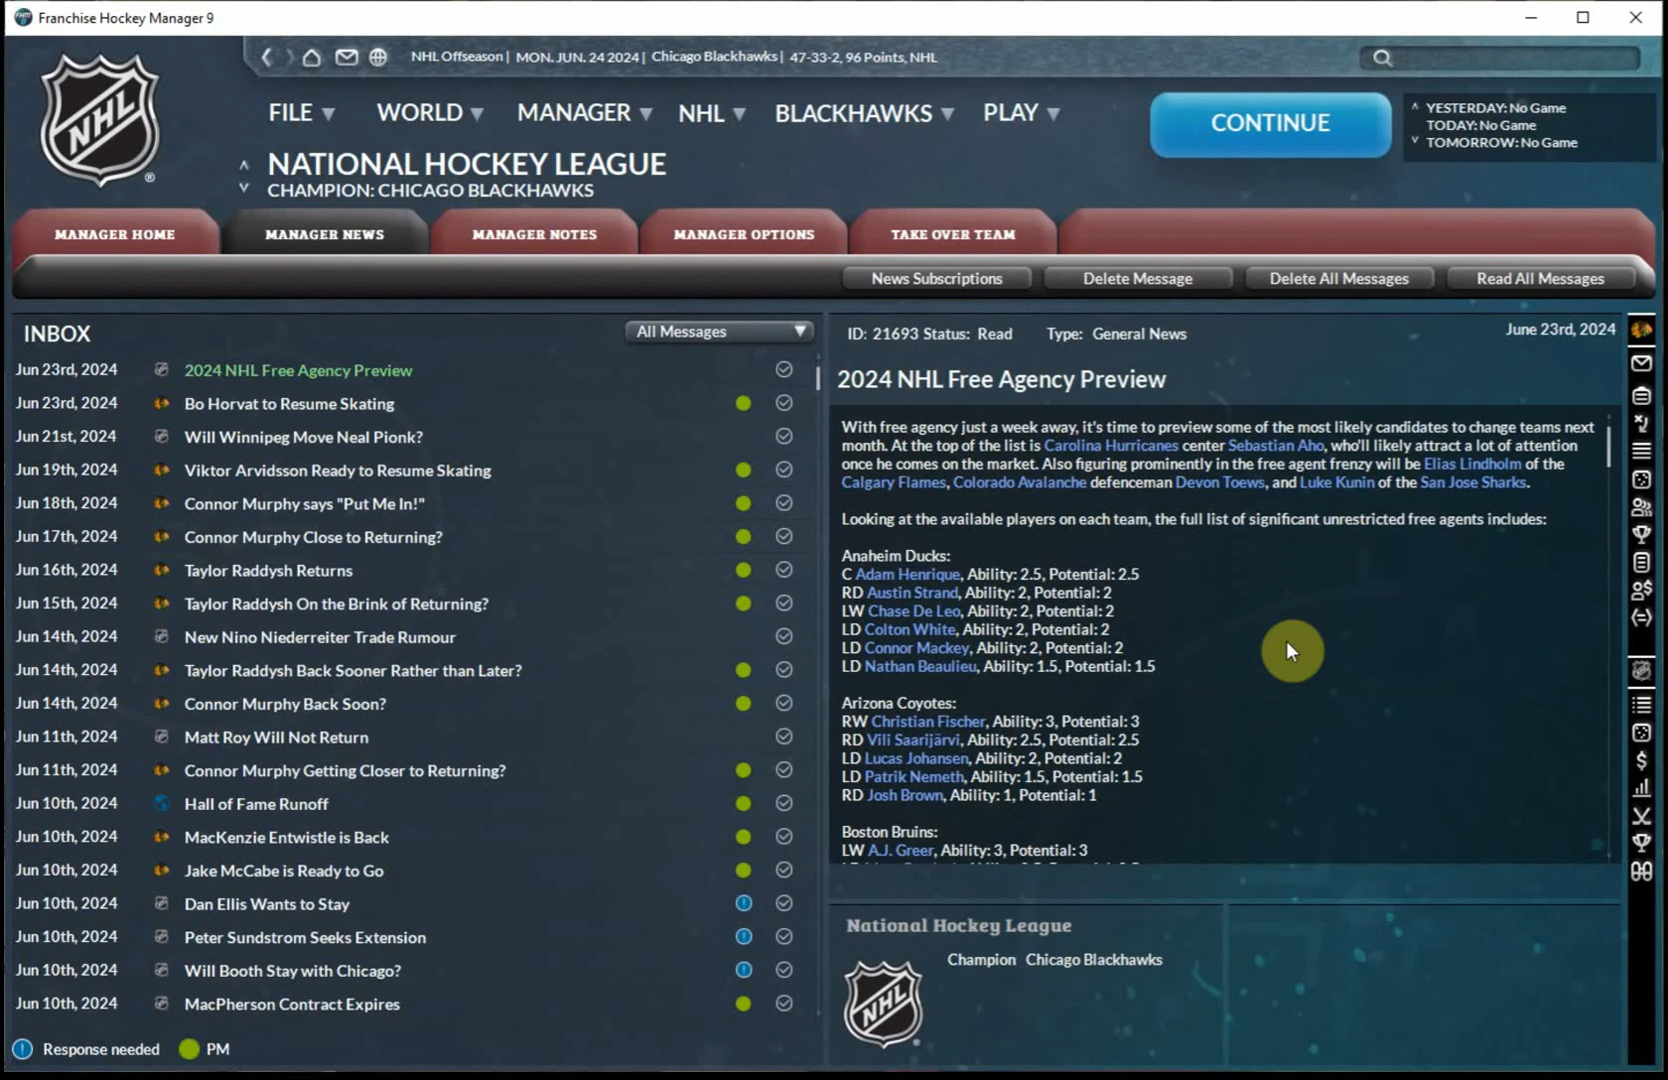 Franchise Hockey Manager 9
NHL Offseason | MON. JUN. 24 2024 | Chicago Blackhawks | 47-33-2, 96 Points, NHL
NHL
FILE WORLD MANAGER NHL BLACKHAWKS PLAY
CONTINUE
YESTERDAY: No Game
TODAY: No Game
TOMORROW: No Game
NATIONAL HOCKEY LEAGUE
CHAMPION: CHICAGO BLACKHAWKS
MANAGER HOME MANAGER NEWS MANAGER NOTES MANAGER OPTIONS TAKE OVER TEAM
News Subscriptions Delete Message Delete All Messages Read All Messages
INBOX All Messages
Jun 23rd, 2024 2024 NHL Free Agency Preview
Jun 23rd, 2024 Bo Horvat to Resume Skating
Jun 21st, 2024 Will Winnipeg Move Neal Pionk?
Jun 19th, 2024 Viktor Arvidsson Ready to Resume Skating
Jun 18th, 2024 Connor Murphy says "Put Me In!"
Jun 17th, 2024 Connor Murphy Close to Returning?
Jun 16th, 2024 Taylor Raddysh Returns
Jun 15th, 2024 Taylor Raddysh On the Brink of Returning?
Jun 14th, 2024 New Nino Niederreiter Trade Rumour
Jun 14th, 2024 Taylor Raddysh Back Sooner Rather than Later?
Jun 14th, 2024 Connor Murphy Back Soon?
Jun 11th, 2024 Matt Roy Will Not Return
Jun 11th, 2024 Connor Murphy Getting Closer to Returning?
Jun 10th, 2024 Hall of Fame Runoff
Jun 10th, 2024 MacKenzie Entwistle is Back
Jun 10th, 2024 Jake McCabe is Ready to Go
Jun 10th, 2024 Dan Ellis Wants to Stay
Jun 10th, 2024 Peter Sundstrom Seeks Extension
Jun 10th, 2024 Will Booth Stay with Chicago?
Jun 10th, 2024 MacPherson Contract Expires
Response needed PM
ID: 21693 Status: Read Type: General News June 23rd, 2024
2024 NHL Free Agency Preview
With free agency just a week away, it's time to preview some of the most likely candidates to change teams next
month. At the top of the list is Carolina Hurricanes center Sebastian Aho, who'll likely attract a lot of attention
once he comes on the market. Also figuring prominently in the free agent frenzy will be Elias Lindholm of the
Calgary Flames, Colorado Avalanche defenceman Devon Toews, and Luke Kunin of the San Jose Sharks.
Looking at the available players on each team, the full list of significant unrestricted free agents includes:
Anaheim Ducks:
C Adam Henrique, Ability: 2.5, Potential: 2.5
RD Austin Strand, Ability: 2, Potential: 2
LW Chase De Leo, Ability: 2, Potential: 2
LD Colton White, Ability: 2, Potential: 2
LD Connor Mackey, Ability: 2, Potential: 2
LD Nathan Beaulieu, Ability: 1.5, Potential: 1.5
Arizona Coyotes:
RW Christian Fischer, Ability: 3, Potential: 3
RD Vili Saarijärvi, Ability: 2.5, Potential: 2.5
LD Lucas Johansen, Ability: 2, Potential: 2
LD Patrik Nemeth, Ability: 1.5, Potential: 1.5
RD Josh Brown, Ability: 1, Potential: 1
Boston Bruins:
LW A.J. Greer, Ability: 3, Potential: 3
National Hockey League
Champion Chicago Blackhawks
NHL